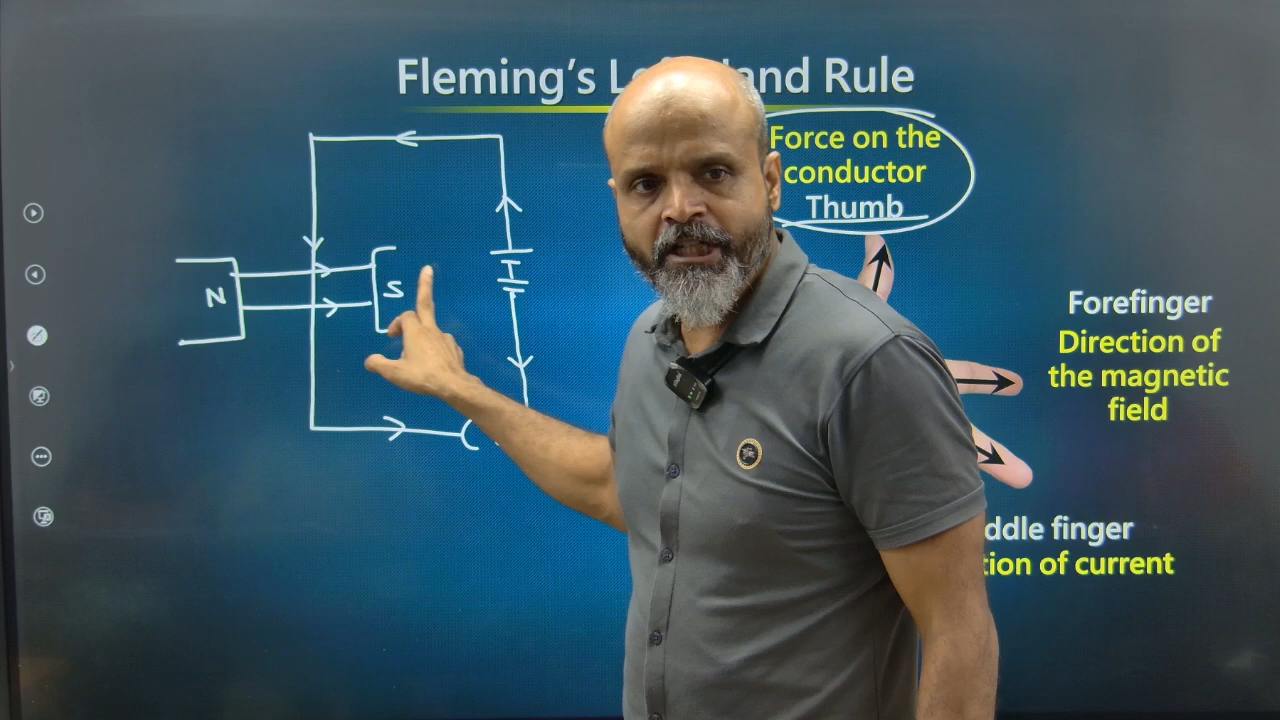 Fleming's L and Rule
Force on the
conductor
Thumb
N
S
Forefinger
Direction of
the magnetic
field
ddle finger
tion of current